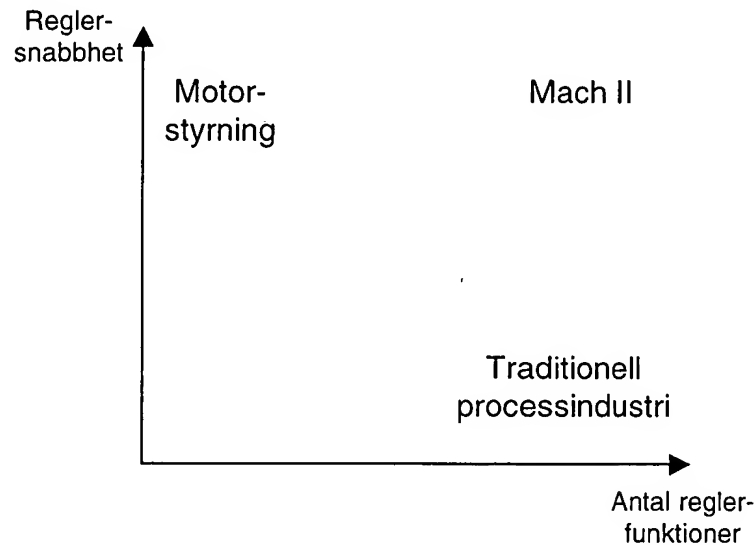 Regler-
snabbhet
Motor-
styrning
Mach II
Traditionell
processindustri
Antal regler-
funktioner